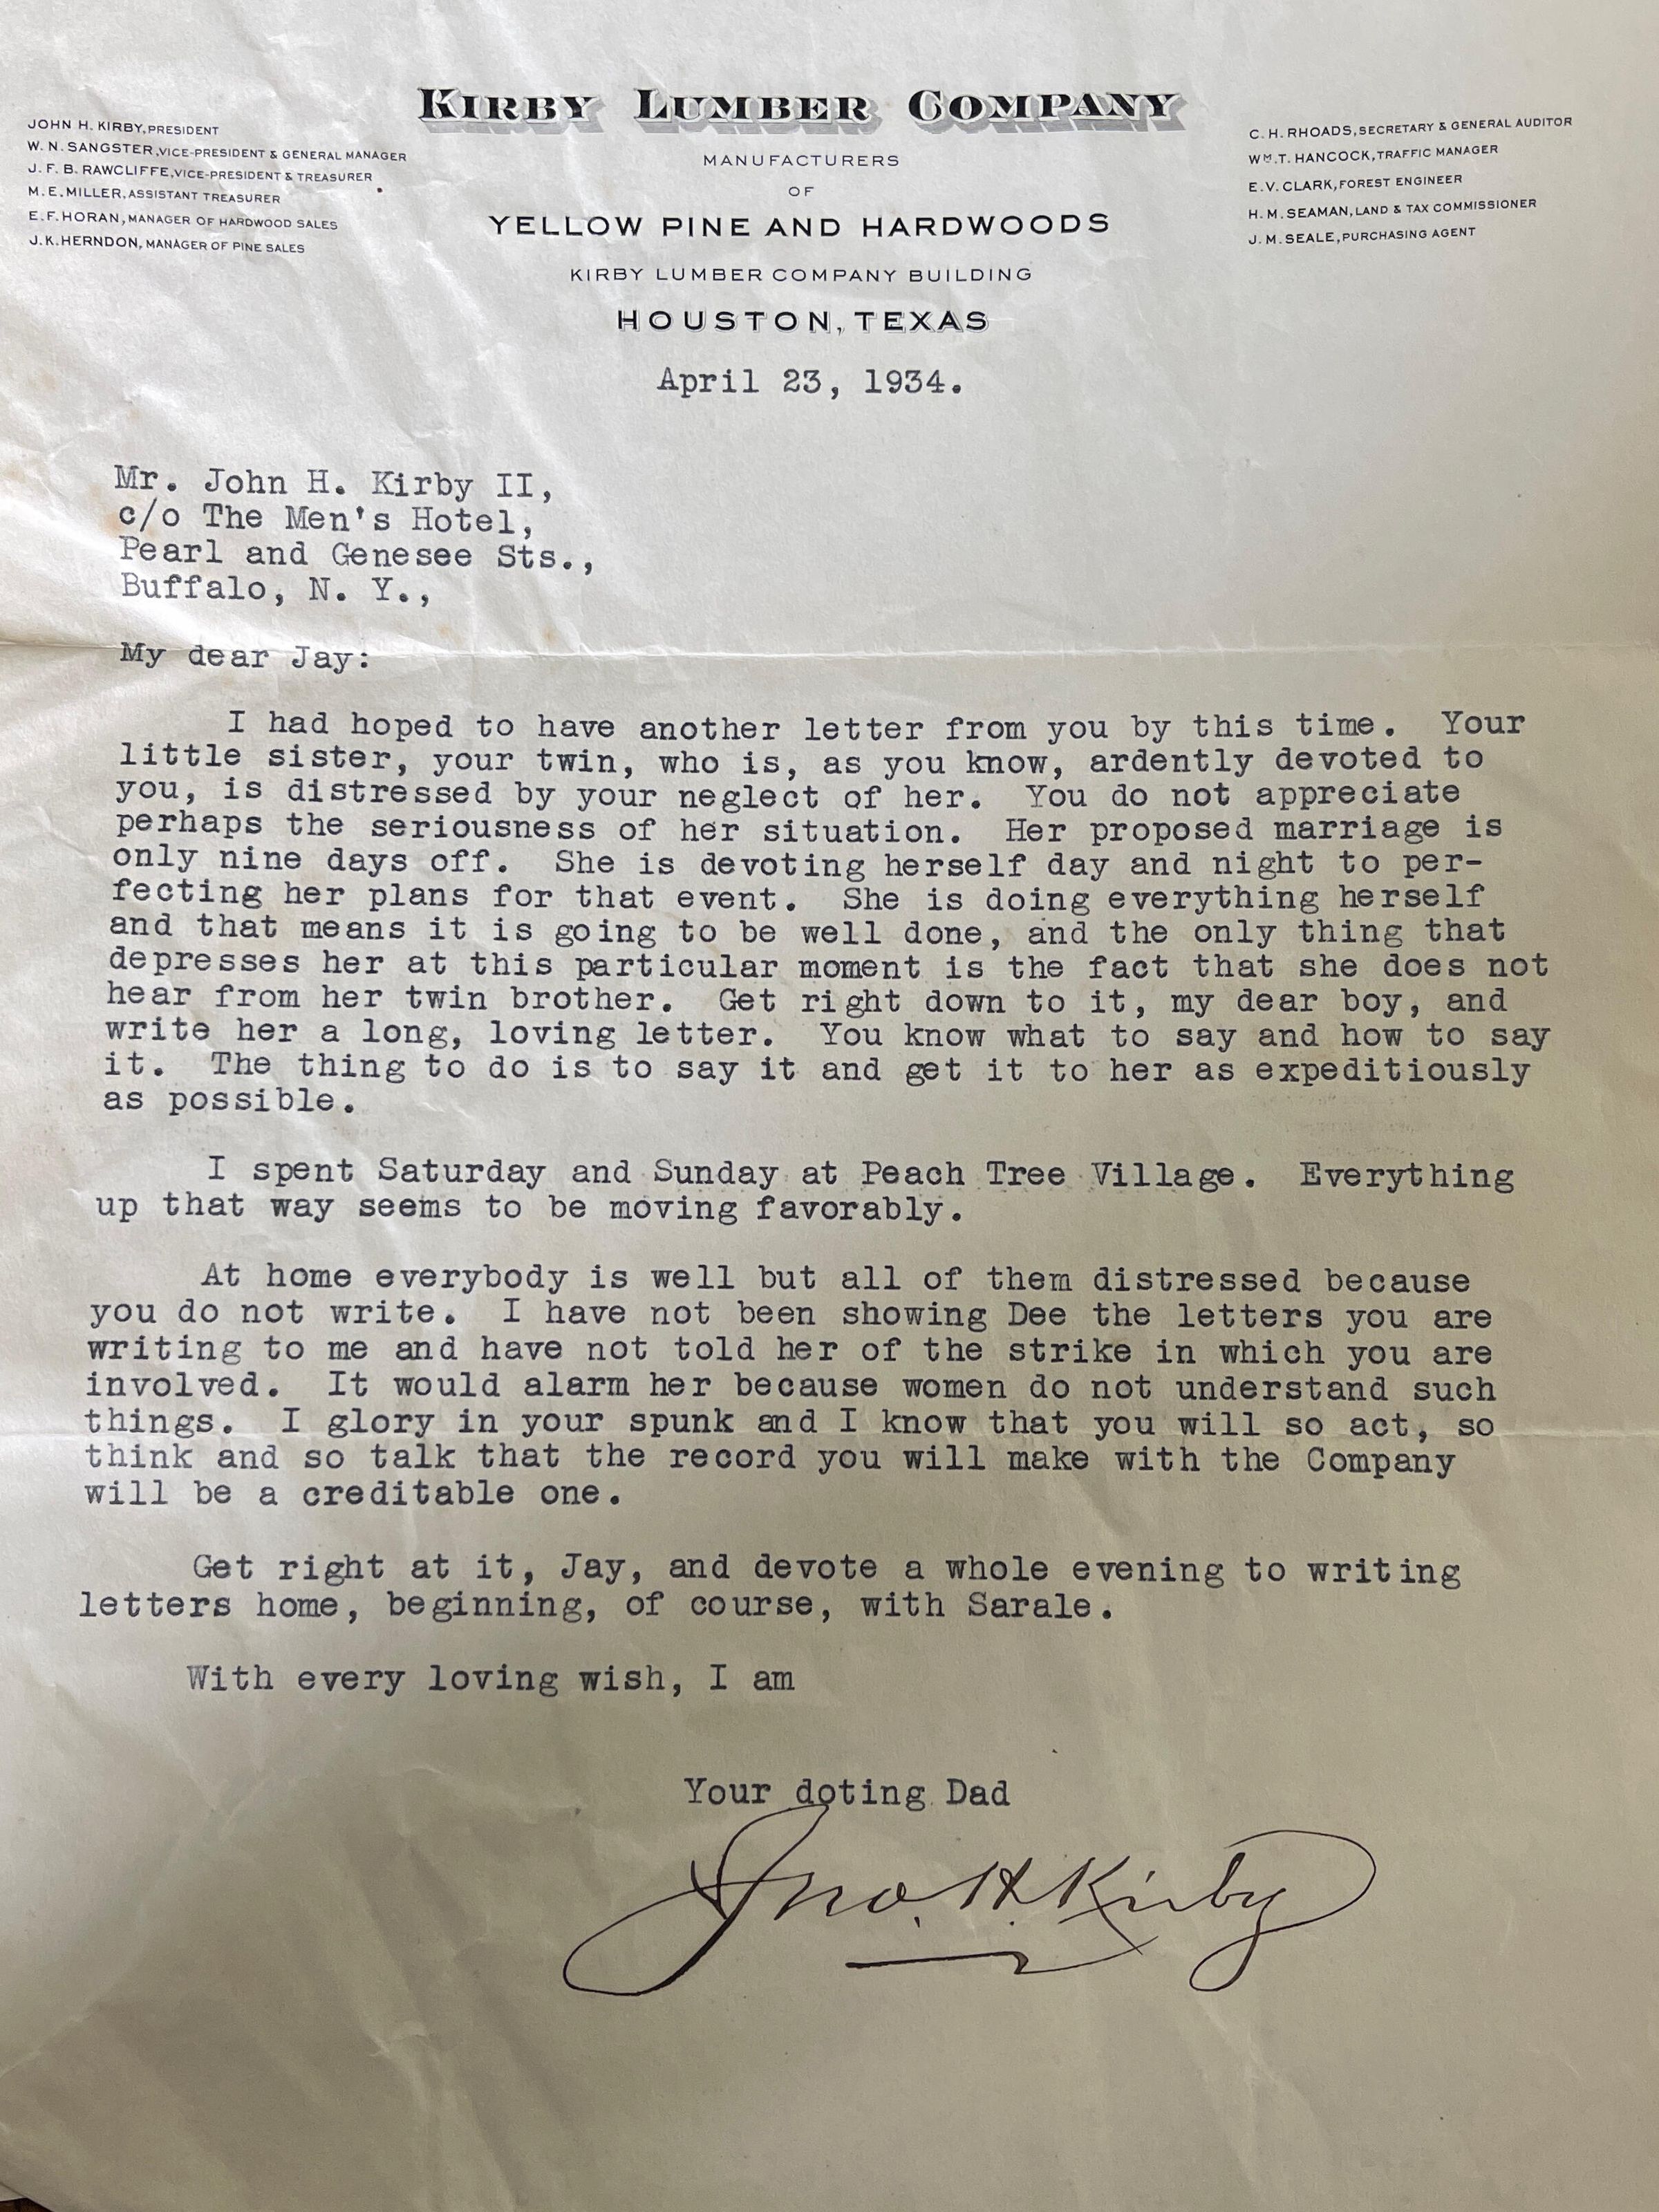 KIRBY LUMBER COMPANY
JOHN H. KIRBY, PRESIDENT
W. N. SANGSTER, VICE-PRESIDENT & GENERAL MANAGER
J. F. B. RAWCLIFFE, VICE-PRESIDENT & TREASURER
M. E. MILLER, ASSISTANT TREASURER
E. F. HORAN, MANAGER OF HARDWOOD SALES
J. K. HERNDON, MANAGER OF PINE SALES
MANUFACTURERS
OF
YELLOW PINE AND HARDWOODS
KIRBY LUMBER COMPANY BUILDING
HOUSTON, TEXAS
C. H. RHOADS, SECRETARY & GENERAL AUDITOR
WM. T. HANCOCK, TRAFFIC MANAGER
E. V. CLARK, FOREST ENGINEER
H. M. SEAMAN, LAND & TAX COMMISSIONER
J. M. SEALE, PURCHASING AGENT
April 23, 1934.
Mr. John H. Kirby II,
c/o The Men's Hotel,
Pearl and Genesee Sts.,
Buffalo, N. Y.,
My dear Jay:
I had hoped to have another letter from you by this time. Your
little sister, your twin, who is, as you know, ardently devoted to
you, is distressed by your neglect of her. You do not appreciate
perhaps the seriousness of her situation. Her proposed marriage is
only nine days off. She is devoting herself day and night to per-
fecting her plans for that event. She is doing everything herself
and that means it is going to be well done, and the only thing that
depresses her at this particular moment is the fact that she does not
hear from her twin brother. Get right down to it, my dear boy, and
write her a long, loving letter. You know what to say and how to say
it. The thing to do is to say it and get it to her as expeditiously
as possible.
I spent Saturday and Sunday at Peach Tree Village. Everything
up that way seems to be moving favorably.
At home everybody is well but all of them distressed because
you do not write. I have not been showing Dee the letters you are
writing to me and have not told her of the strike in which you are
involved. It would alarm her because women do not understand such
things. I glory in your spunk and I know that you will so act, so
think and so talk that the record you will make with the Company
will be a creditable one.
Get right at it, Jay, and devote a whole evening to writing
letters home, beginning, of course, with Sarale.
With every loving wish, I am
Your doting Dad
Jno. H. Kirby